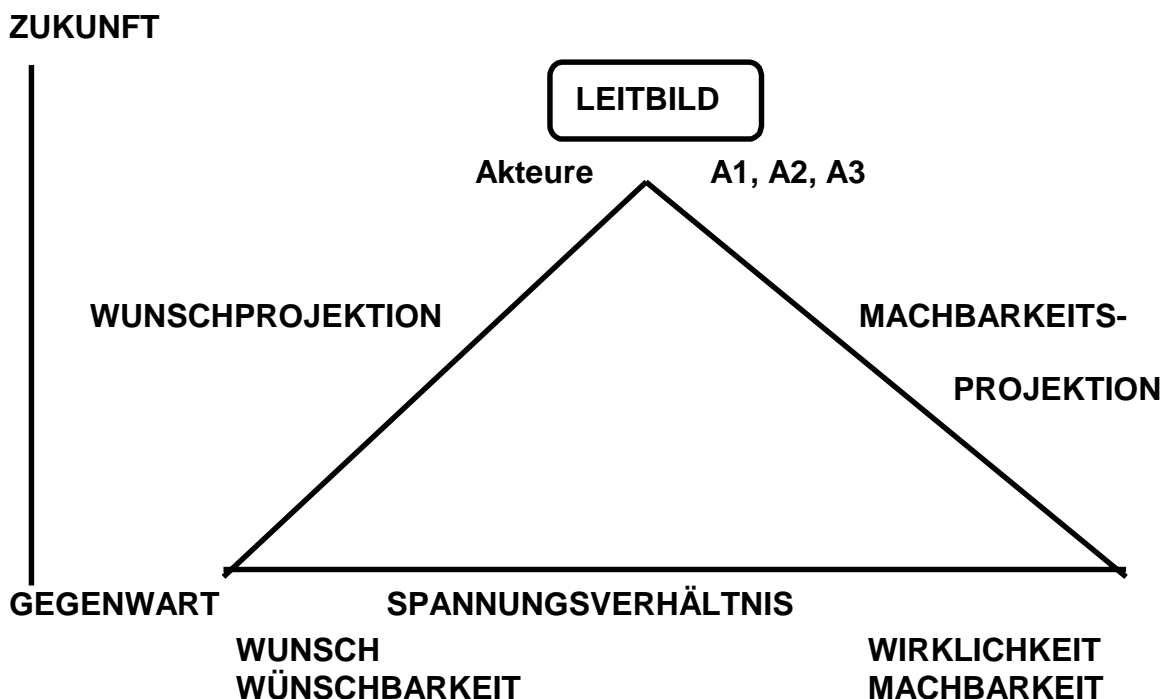 ZUKUNFT
LEITBILD
Akteure A1, A2, A3
WUNSCHPROJEKTION MACHBARKEITS-
PROJEKTION
GEGENWART SPANNUNGSVERHÄLTNIS
WUNSCH WIRKLICHKEIT
WÜNSCHBARKEIT MACHBARKEIT